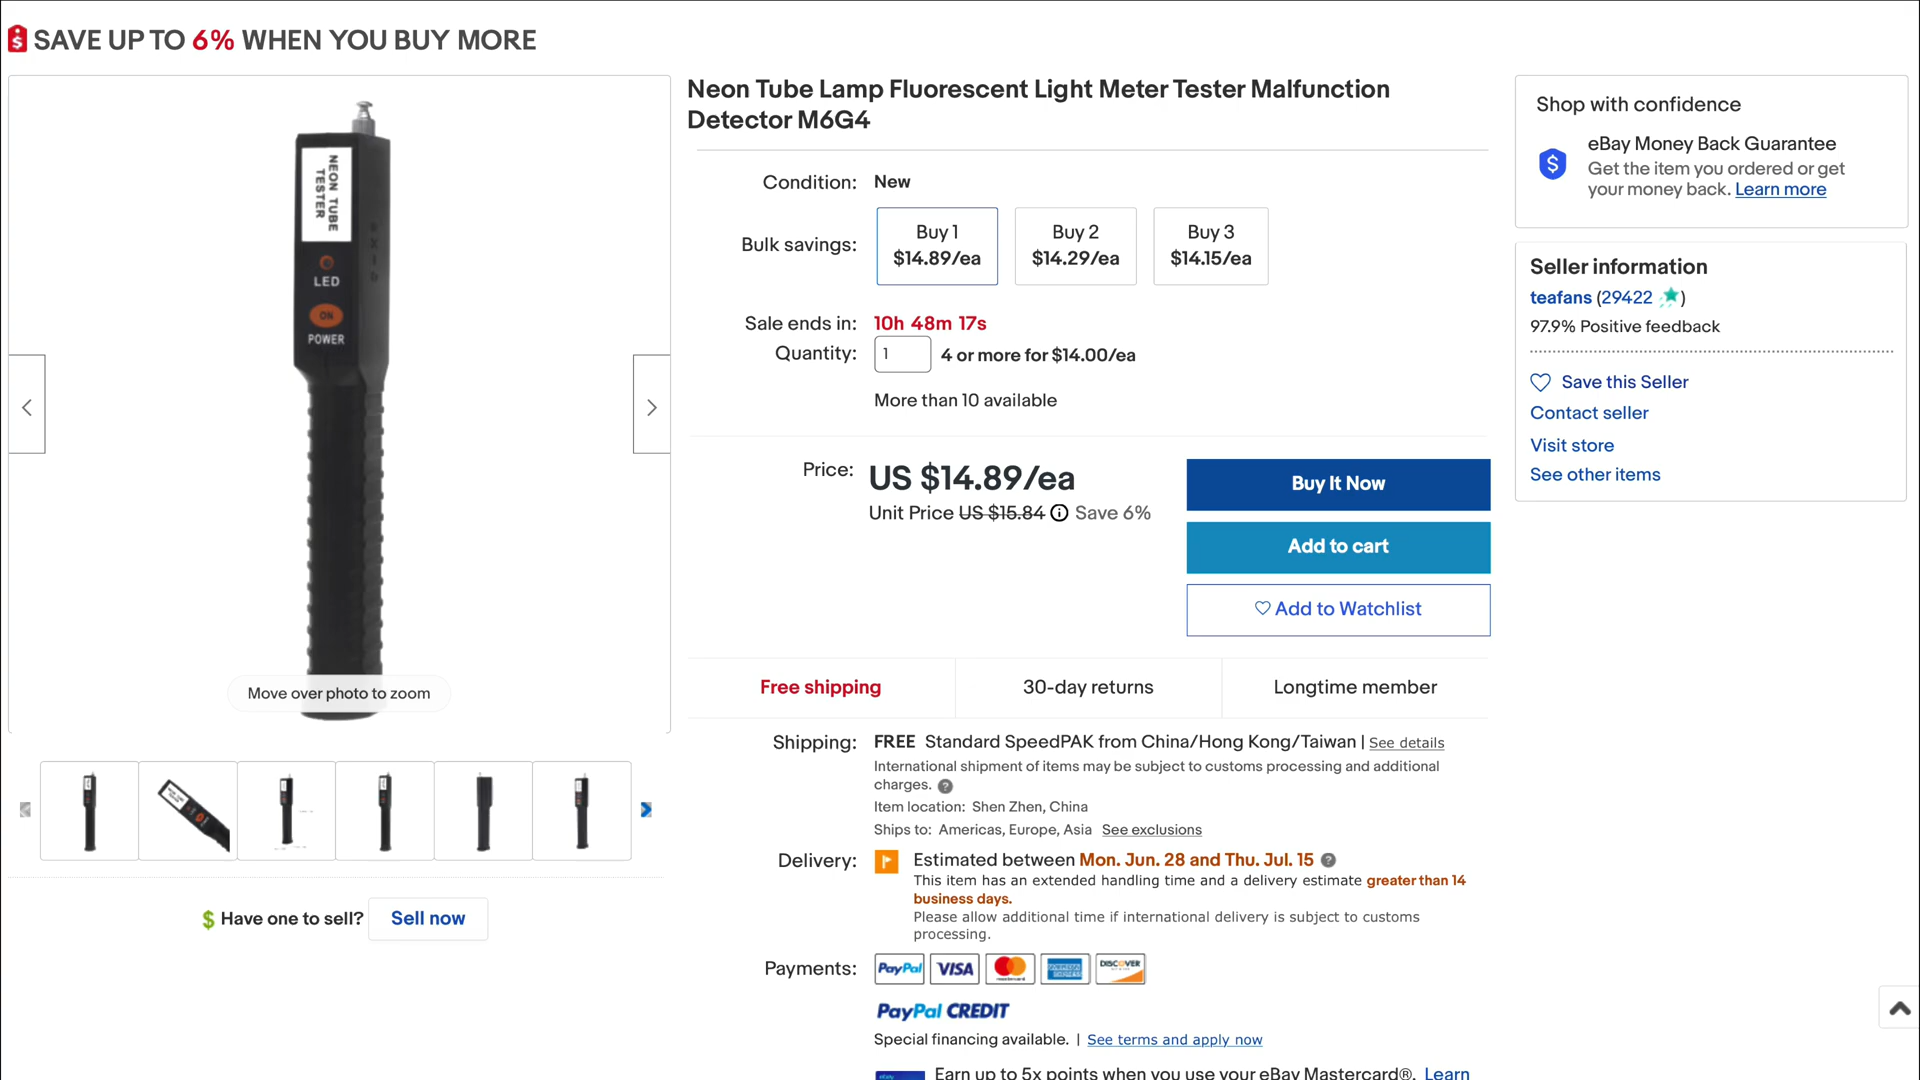 SAVE UP TO 6% WHEN YOU BUY MORE
NEON TUBE
TESTER
LED
ON
POWER
Move over photo to zoom
Have one to sell? Sell now
Neon Tube Lamp Fluorescent Light Meter Tester Malfunction
Detector M6G4
Condition: New
Bulk savings:
Buy 1
$14.89/ea
Buy 2
$14.29/ea
Buy 3
$14.15/ea
Sale ends in: 10h 48m 17s
Quantity: 1 4 or more for $14.00/ea
More than 10 available
Price: US $14.89/ea
Unit Price US $15.84 Save 6%
Buy It Now
Add to cart
Add to Watchlist
Free shipping
30-day returns
Longtime member
Shipping: FREE Standard SpeedPAK from China/Hong Kong/Taiwan | See details
International shipment of items may be subject to customs processing and additional
charges.
Item location: Shen Zhen, China
Ships to: Americas, Europe, Asia See exclusions
Delivery: Estimated between Mon. Jun. 28 and Thu. Jul. 15
This item has an extended handling time and a delivery estimate greater than 14
business days.
Please allow additional time if international delivery is subject to customs
processing.
Payments: PayPal VISA mastercard AMERICAN EXPRESS DISCOVER
PayPal CREDIT
Special financing available. | See terms and apply now
Earn up to 5x points when you use your eBay Mastercard®. Learn
Shop with confidence
eBay Money Back Guarantee
Get the item you ordered or get
your money back. Learn more
Seller information
teafans (29422)
97.9% Positive feedback
Save this Seller
Contact seller
Visit store
See other items